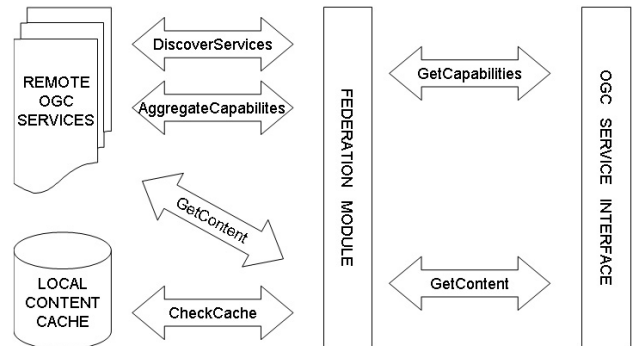 REMOTE
OGC
SERVICES
DiscoverServices
AggregateCapabilites
GetContent
LOCAL
CONTENT
CACHE
CheckCache
FEDERATION MODULE
GetCapabilities
GetContent
OGC SERVICE INTERFACE